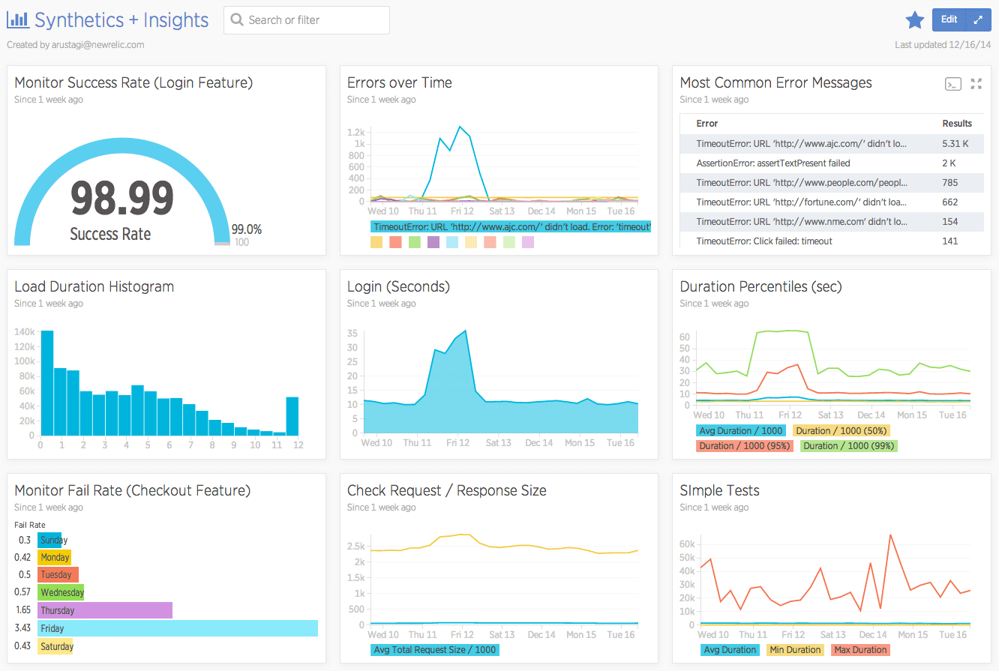 Synthetics + Insights
Search or filter
Edit
Created by arustagi@newrelic.com
Last updated 12/16/14
Monitor Success Rate (Login Feature)
Since 1 week ago
98.99
Success Rate
99.0%
100
Errors over Time
Since 1 week ago
1.2k
1k
800
600
400
200
0
Wed 10 Thu 11 Fri 12 Sat 13 Dec 14 Mon 15 Tue 16
TimeoutError: URL 'http://www.ajc.com/' didn't load. Error: 'timeout'
Most Common Error Messages
Since 1 week ago
Error Results
TimeoutError: URL 'http://www.ajc.com/' didn't lo... 5.31 K
AssertionError: assertTextPresent failed 2 K
TimeoutError: URL 'http://www.people.com/peopl... 785
TimeoutError: URL 'http://fortune.com/' didn't loa... 662
TimeoutError: URL 'http://www.nme.com' didn't lo... 154
TimeoutError: Click failed: timeout 141
Load Duration Histogram
Since 1 week ago
140k
120k
100k
80k
60k
40k
20k
0
0 1 2 3 4 5 6 7 8 9 10 11 12
Login (Seconds)
Since 1 week ago
35
30
25
20
15
10
5
0
Wed 10 Thu 11 Fri 12 Sat 13 Dec 14 Mon 15 Tue 16
Duration Percentiles (sec)
Since 1 week ago
60
50
40
30
20
10
0
Wed 10 Thu 11 Fri 12 Sat 13 Dec 14 Mon 15 Tue 16
Avg Duration / 1000 Duration / 1000 (50%)
Duration / 1000 (95%) Duration / 1000 (99%)
Monitor Fail Rate (Checkout Feature)
Since 1 week ago
Fail Rate
0.3 Sunday
0.42 Monday
0.5 Tuesday
0.57 Wednesday
1.65 Thursday
3.43 Friday
0.43 Saturday
Check Request / Response Size
Since 1 week ago
2.5k
2k
1.5k
1k
500
0
Wed 10 Thu 11 Fri 12 Sat 13 Dec 14 Mon 15 Tue 16
Avg Total Request Size / 1000
SImple Tests
Since 1 week ago
60k
50k
40k
30k
20k
10k
0
Wed 10 Thu 11 Fri 12 Sat 13 Dec 14 Mon 15 Tue 16
Avg Duration Min Duration Max Duration